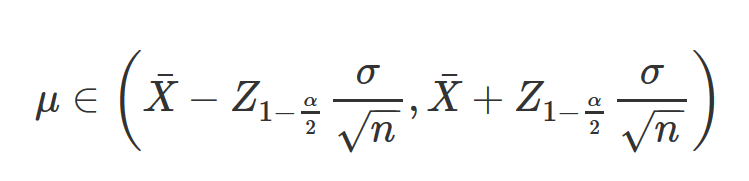 μ ∈ (X̄ − Z_{1−α/2} σ/√n, X̄ + Z_{1−α/2} σ/√n)